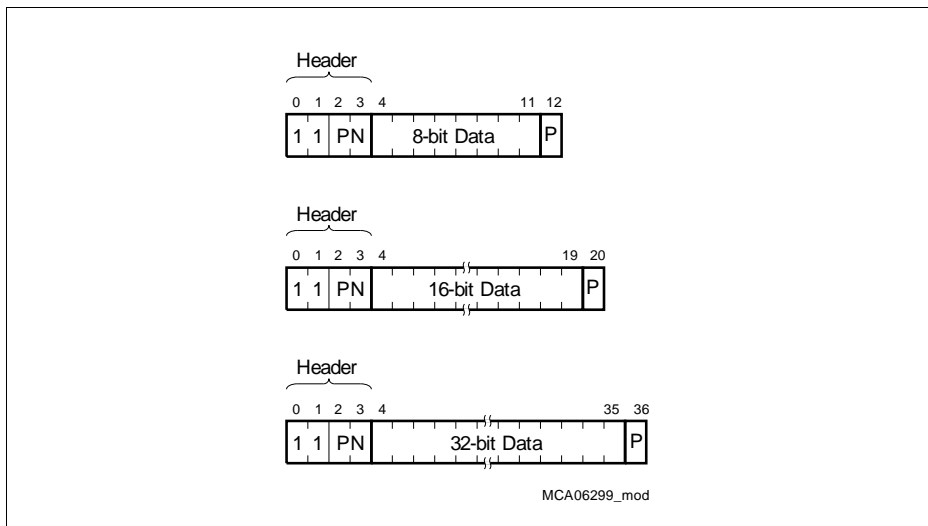 Header
0 1 2 3 4 11 12
1 1 PN 8-bit Data P
Header
0 1 2 3 4 19 20
1 1 PN 16-bit Data P
Header
0 1 2 3 4 35 36
1 1 PN 32-bit Data P
MCA06299_mod